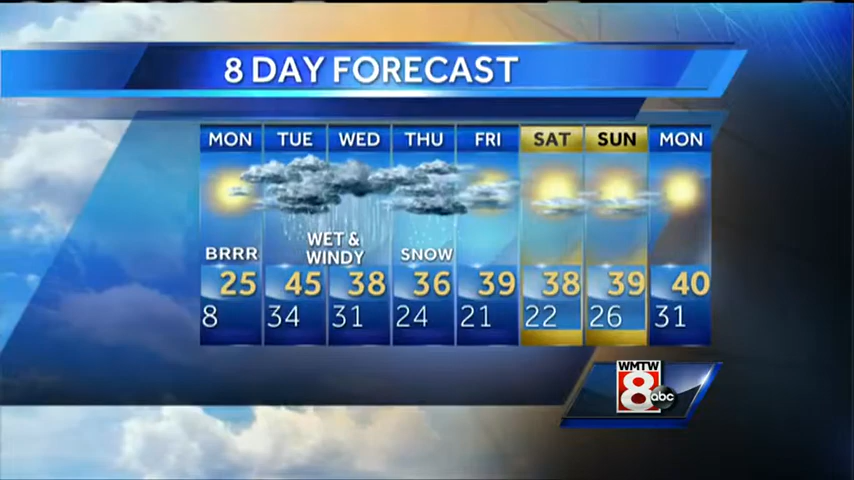 8 DAY FORECAST
MON TUE WED THU FRI SAT SUN MON
BRRR WET & WINDY SNOW
25 45 38 36 39 38 39 40
8 34 31 24 21 22 26 31
WMTW
8 abc